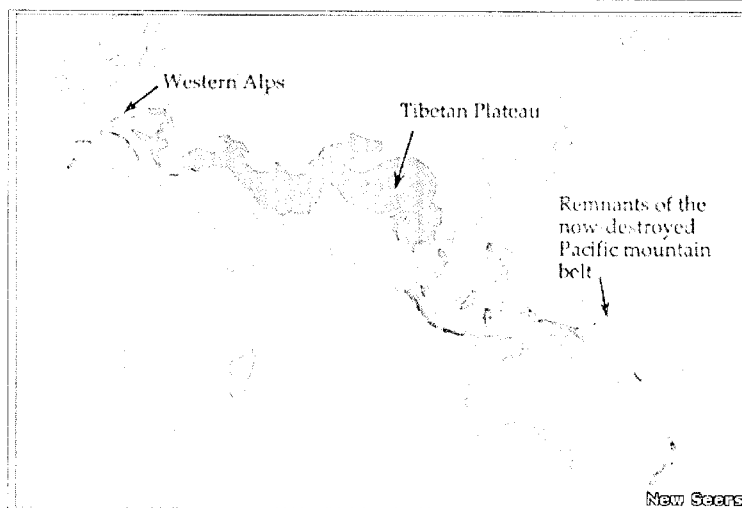 Western Alps
Tibetan Plateau
Remnants of the
now destroyed
Pacific mountain
belt
New Seers